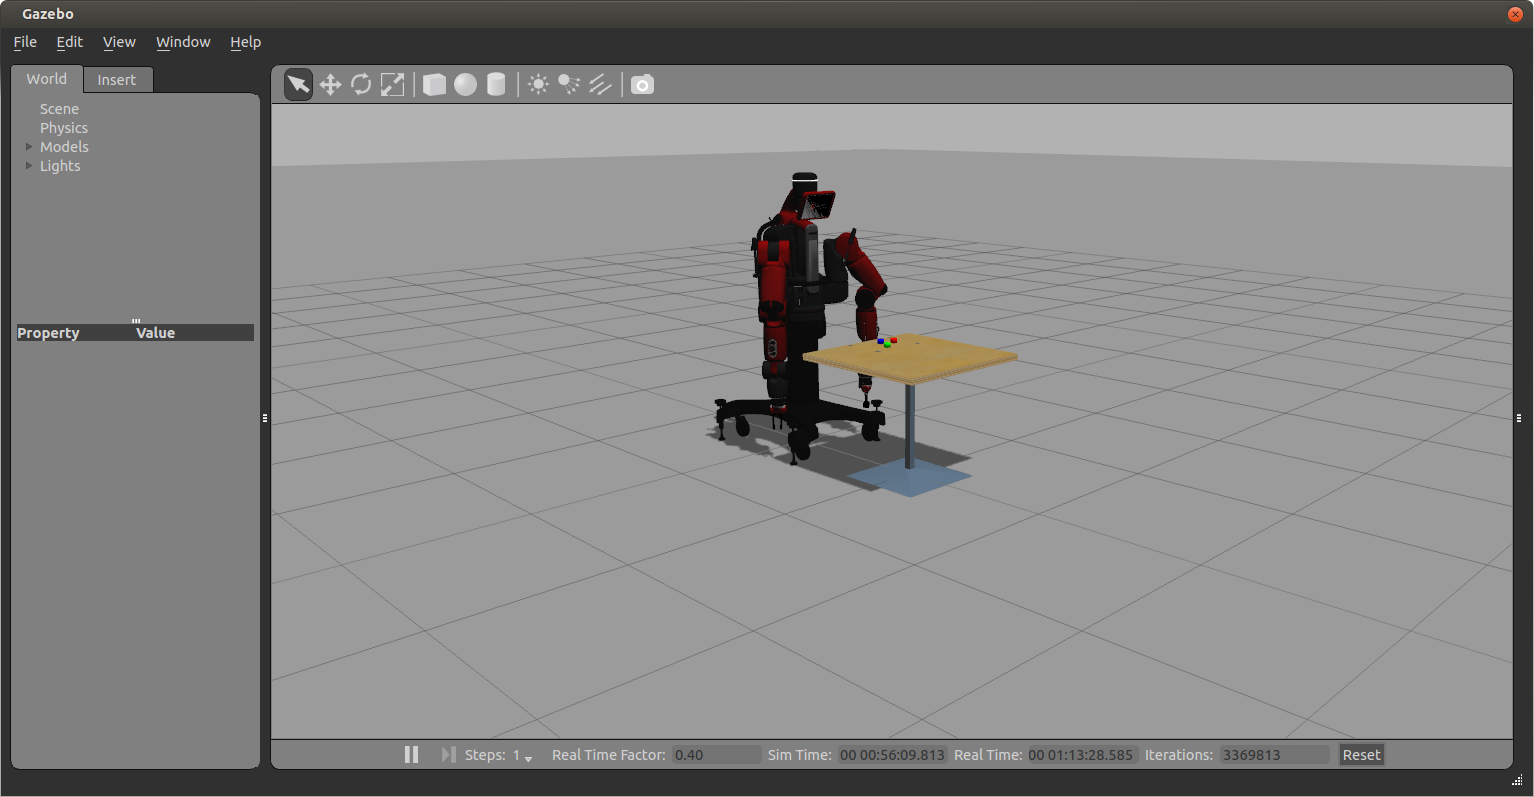 Gazebo
File Edit View Window Help
World Insert
Scene
Physics
Models
Lights
Property Value
Steps: 1 Real Time Factor: 0.40 Sim Time: 00 00:56:09.813 Real Time: 00 01:13:28.585 Iterations: 3369813 Reset